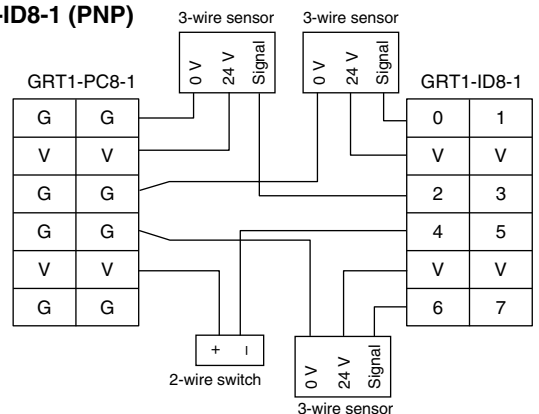 -ID8-1 (PNP)
3-wire sensor 3-wire sensor
0 V 24 V Signal 0 V 24 V Signal
GRT1-PC8-1 GRT1-ID8-1
G G 0 1
V V V V
G G 2 3
G G 4 5
V V V V
G G 6 7
+ –
2-wire switch
0 V 24 V Signal
3-wire sensor